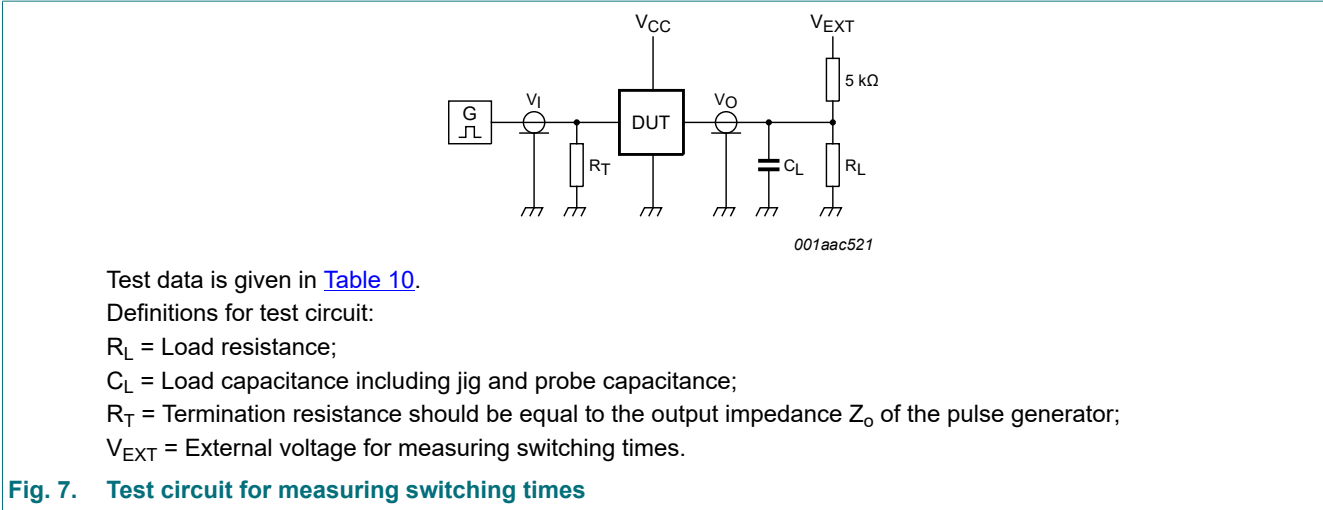 VCC
VEXT
5 kΩ
G
VI
DUT
VO
RT
CL
RL
001aac521
Test data is given in Table 10.
Definitions for test circuit:
RL = Load resistance;
CL = Load capacitance including jig and probe capacitance;
RT = Termination resistance should be equal to the output impedance Zo of the pulse generator;
VEXT = External voltage for measuring switching times.
Fig. 7. Test circuit for measuring switching times